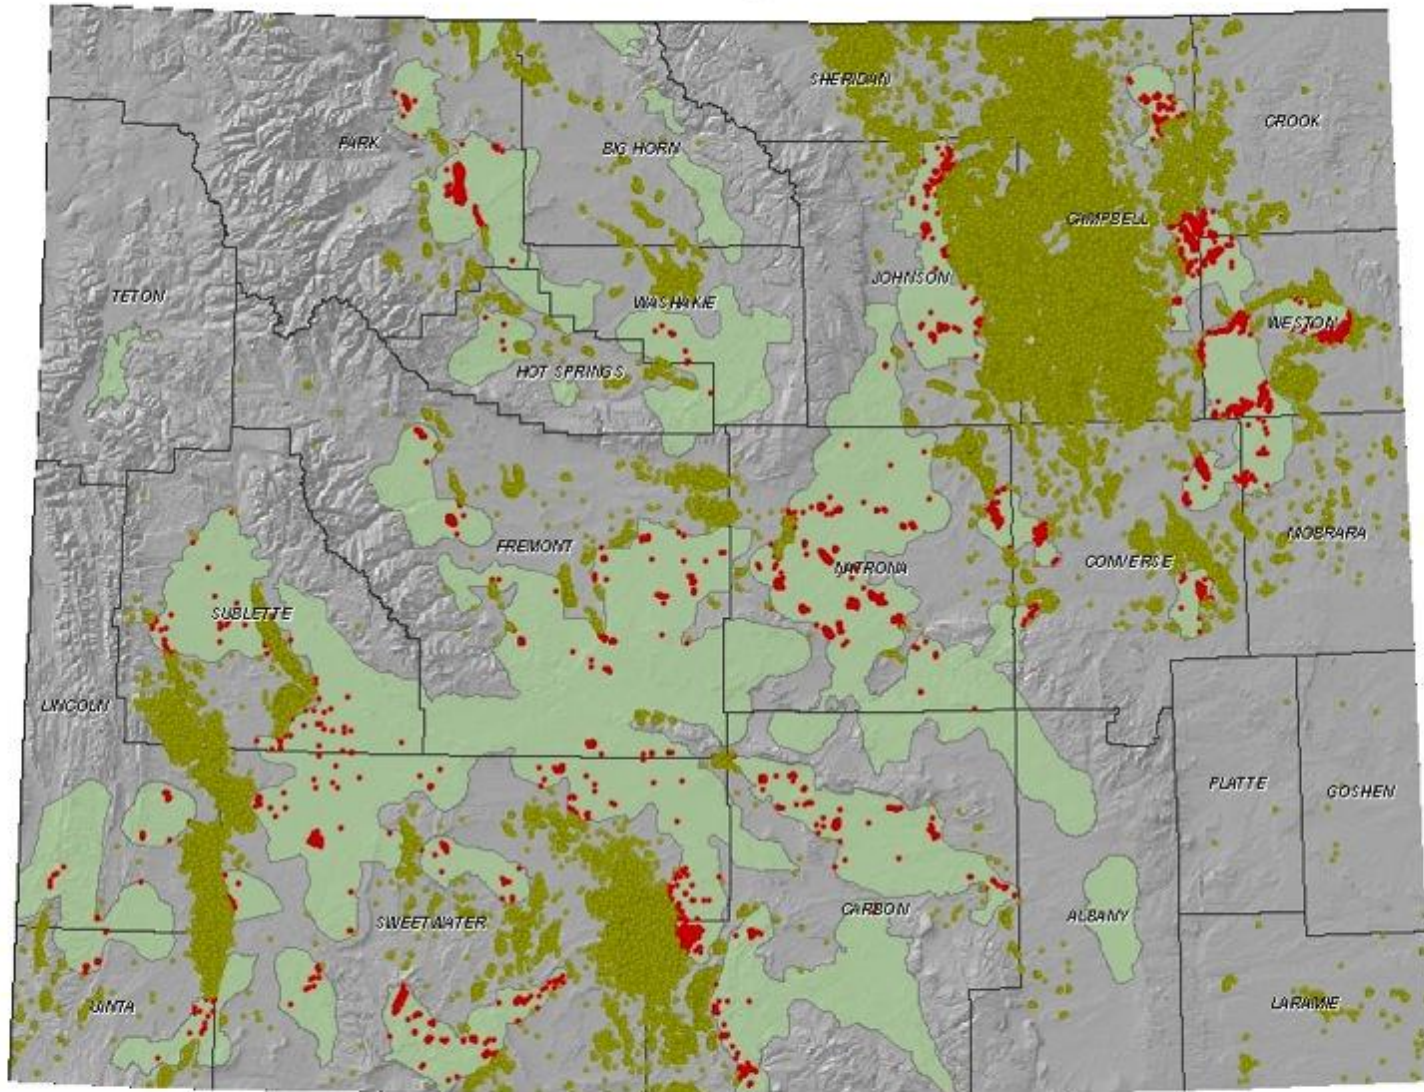 SHERIDAN
CROOK
PARK
BIG HORN
CAMPBELL
JOHNSON
TETON
WASHAKIE
WESTON
HOT SPRINGS
FREMONT
NIOBRARA
CONVERSE
NATRONA
SUBLETTE
LINCOLN
PLATTE
GOSHEN
CARBON
ALBANY
SWEETWATER
UINTA
LARAMIE